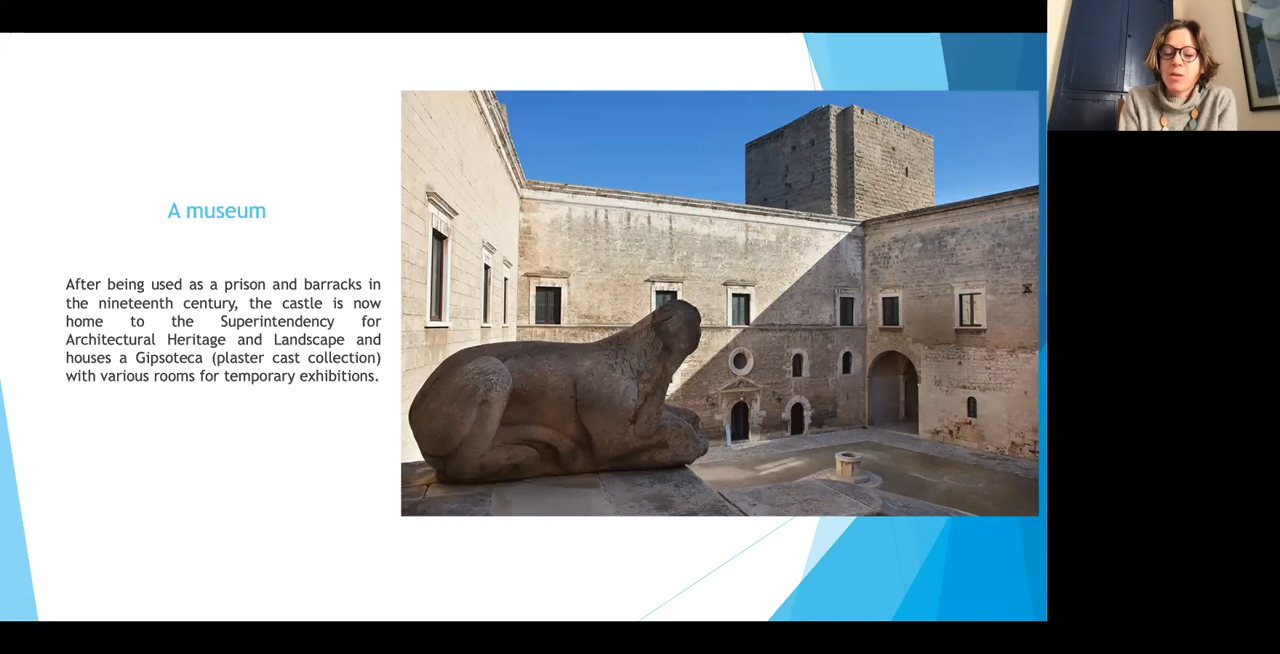 A museum
After being used as a prison and barracks in
the nineteenth century, the castle is now
home to the Superintendency for
Architectural Heritage and Landscape and
houses a Gipsoteca (plaster cast collection)
with various rooms for temporary exhibitions.